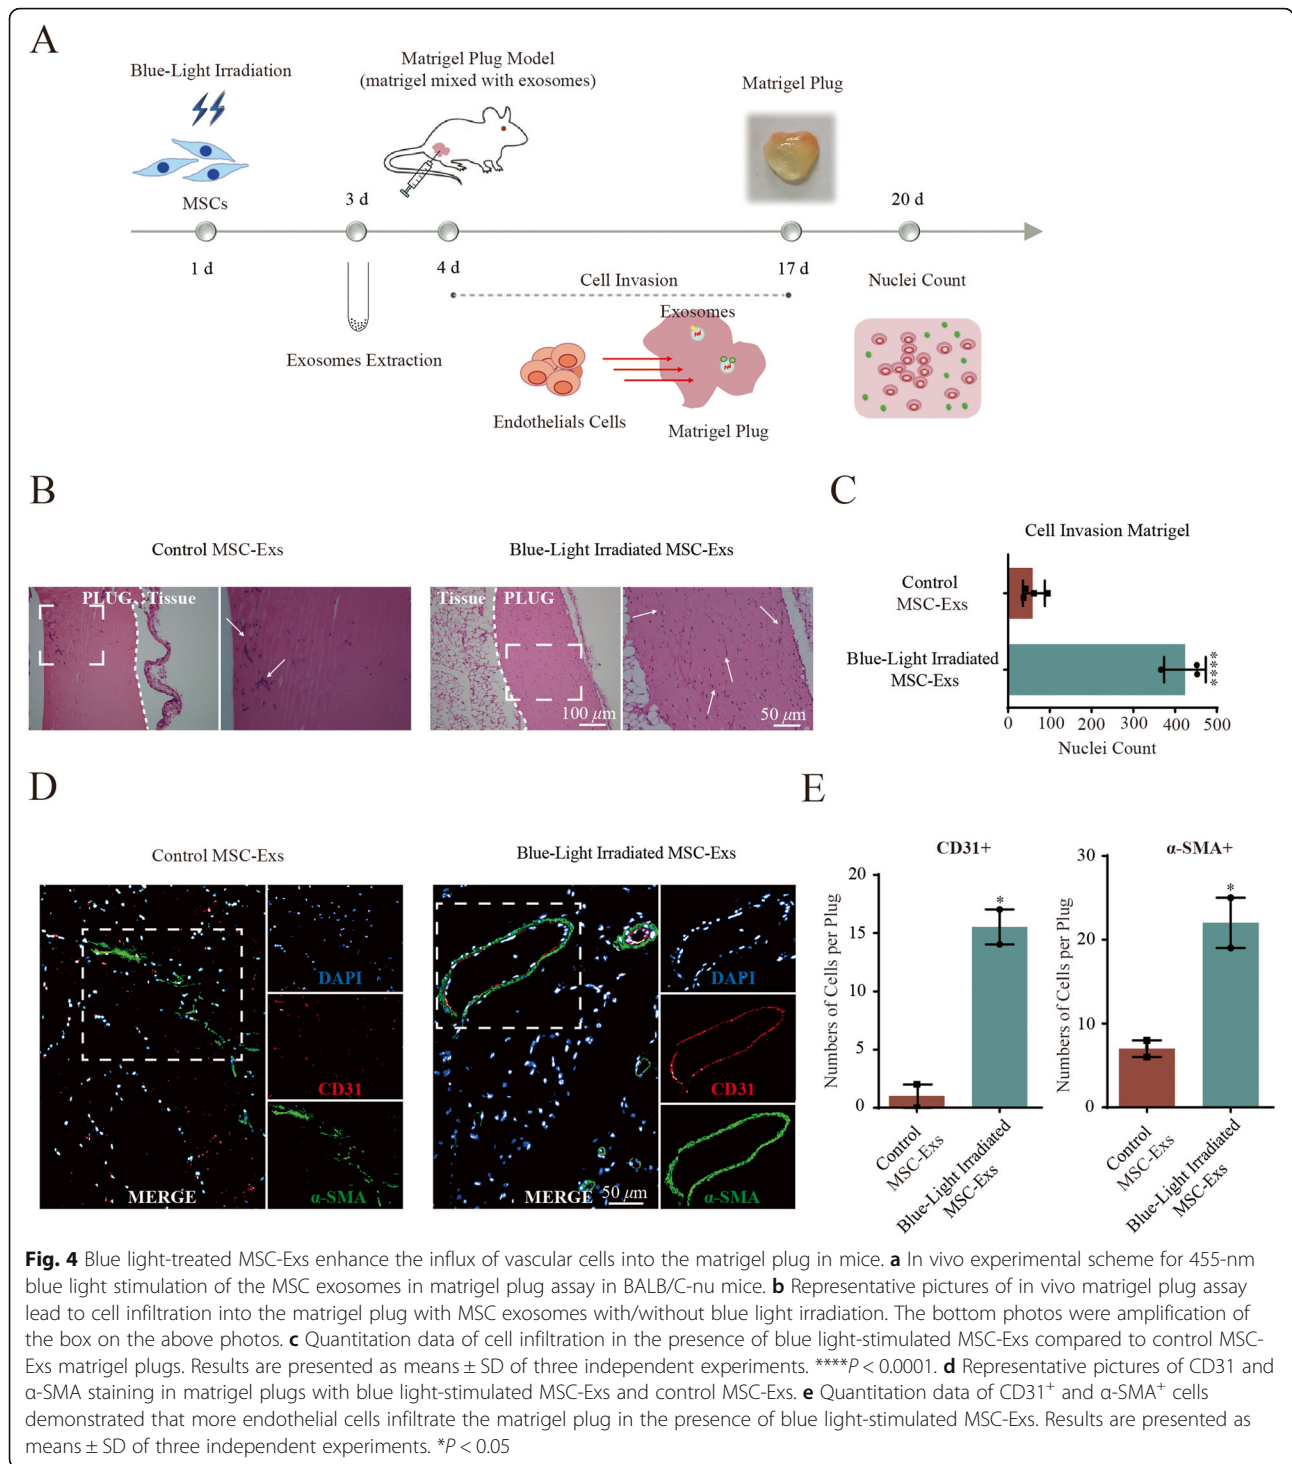 A
Blue-Light Irradiation
MSCs
Matrigel Plug Model
(matrigel mixed with exosomes)
Matrigel Plug
3 d
20 d
1 d
4 d
17 d
Exosomes Extraction
Cell Invasion
Exosomes
Nuclei Count
Endothelials Cells
Matrigel Plug
B
Control MSC-Exs
Blue-Light Irradiated MSC-Exs
PLUG
Tissue
Tissue
PLUG
100 μm
50 μm
C
Cell Invasion Matrigel
Control
MSC-Exs
Blue-Light Irradiated
MSC-Exs
****
0 100 200 300 400 500
Nuclei Count
D
Control MSC-Exs
Blue-Light Irradiated MSC-Exs
DAPI
CD31
MERGE
α-SMA
DAPI
CD31
MERGE
50 μm
α-SMA
E
CD31+
Numbers of Cells per Plug
20
15
10
5
0
*
Control
MSC-Exs
Blue-Light Irradiated
MSC-Exs
α-SMA+
Numbers of Cells per Plug
30
20
10
0
*
Control
MSC-Exs
Blue-Light Irradiated
MSC-Exs
Fig. 4 Blue light-treated MSC-Exs enhance the influx of vascular cells into the matrigel plug in mice. a In vivo experimental scheme for 455-nm
blue light stimulation of the MSC exosomes in matrigel plug assay in BALB/C-nu mice. b Representative pictures of in vivo matrigel plug assay
lead to cell infiltration into the matrigel plug with MSC exosomes with/without blue light irradiation. The bottom photos were amplification of
the box on the above photos. c Quantitation data of cell infiltration in the presence of blue light-stimulated MSC-Exs compared to control MSC-
Exs matrigel plugs. Results are presented as means ± SD of three independent experiments. ****P < 0.0001. d Representative pictures of CD31 and
α-SMA staining in matrigel plugs with blue light-stimulated MSC-Exs and control MSC-Exs. e Quantitation data of CD31⁺ and α-SMA⁺ cells
demonstrated that more endothelial cells infiltrate the matrigel plug in the presence of blue light-stimulated MSC-Exs. Results are presented as
means ± SD of three independent experiments. *P < 0.05